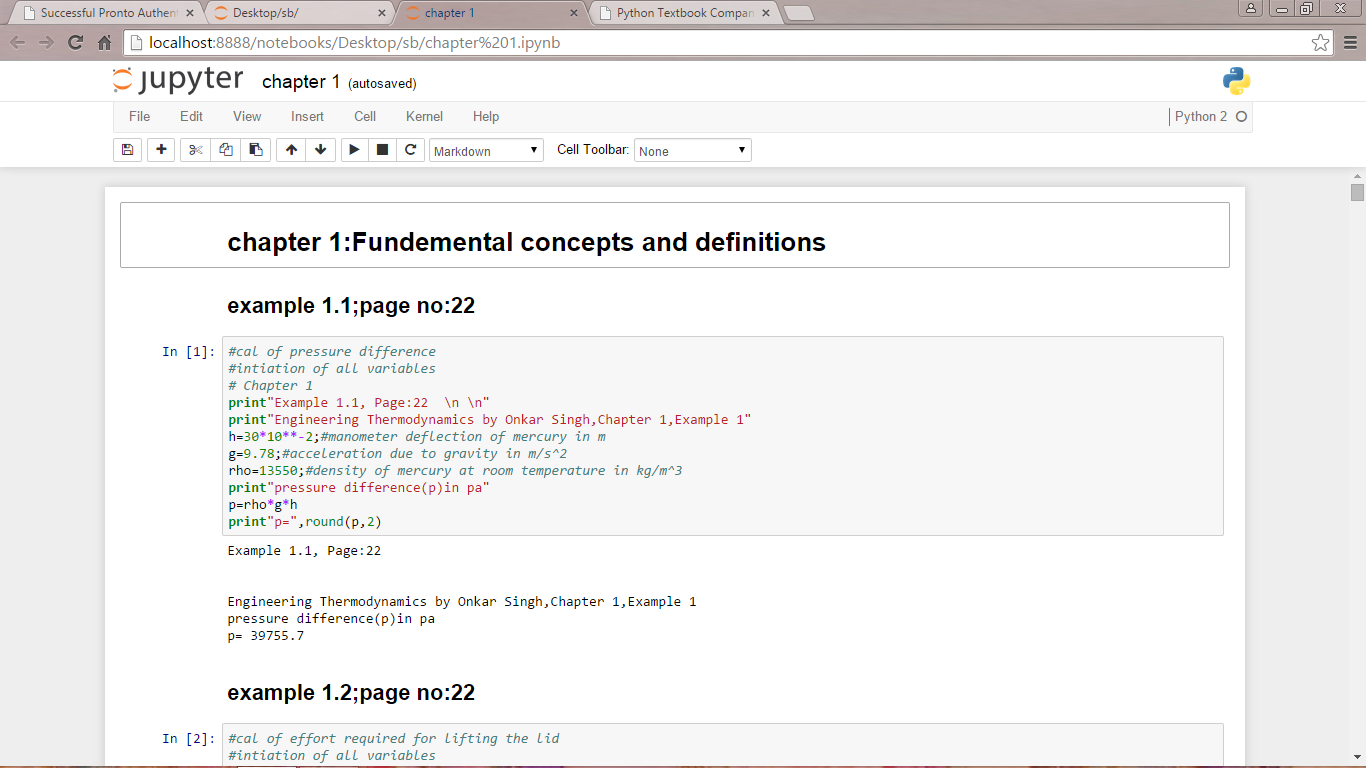 Successful Pronto Authen
Desktop/sb/
chapter 1
Python Textbook Compan
localhost:8888/notebooks/Desktop/sb/chapter%201.ipynb
jupyter chapter 1 (autosaved)
File Edit View Insert Cell Kernel Help Python 2
Markdown Cell Toolbar: None
chapter 1:Fundemental concepts and definitions
example 1.1;page no:22
In [1]: #cal of pressure difference
#intiation of all variables
# Chapter 1
print"Example 1.1, Page:22  \n \n"
print"Engineering Thermodynamics by Onkar Singh,Chapter 1,Example 1"
h=30*10**-2;#manometer deflection of mercury in m
g=9.78;#acceleration due to gravity in m/s^2
rho=13550;#density of mercury at room temperature in kg/m^3
print"pressure difference(p)in pa"
p=rho*g*h
print"p=",round(p,2)
Example 1.1, Page:22
Engineering Thermodynamics by Onkar Singh,Chapter 1,Example 1
pressure difference(p)in pa
p= 39755.7
example 1.2;page no:22
In [2]: #cal of effort required for lifting the lid
#intiation of all variables